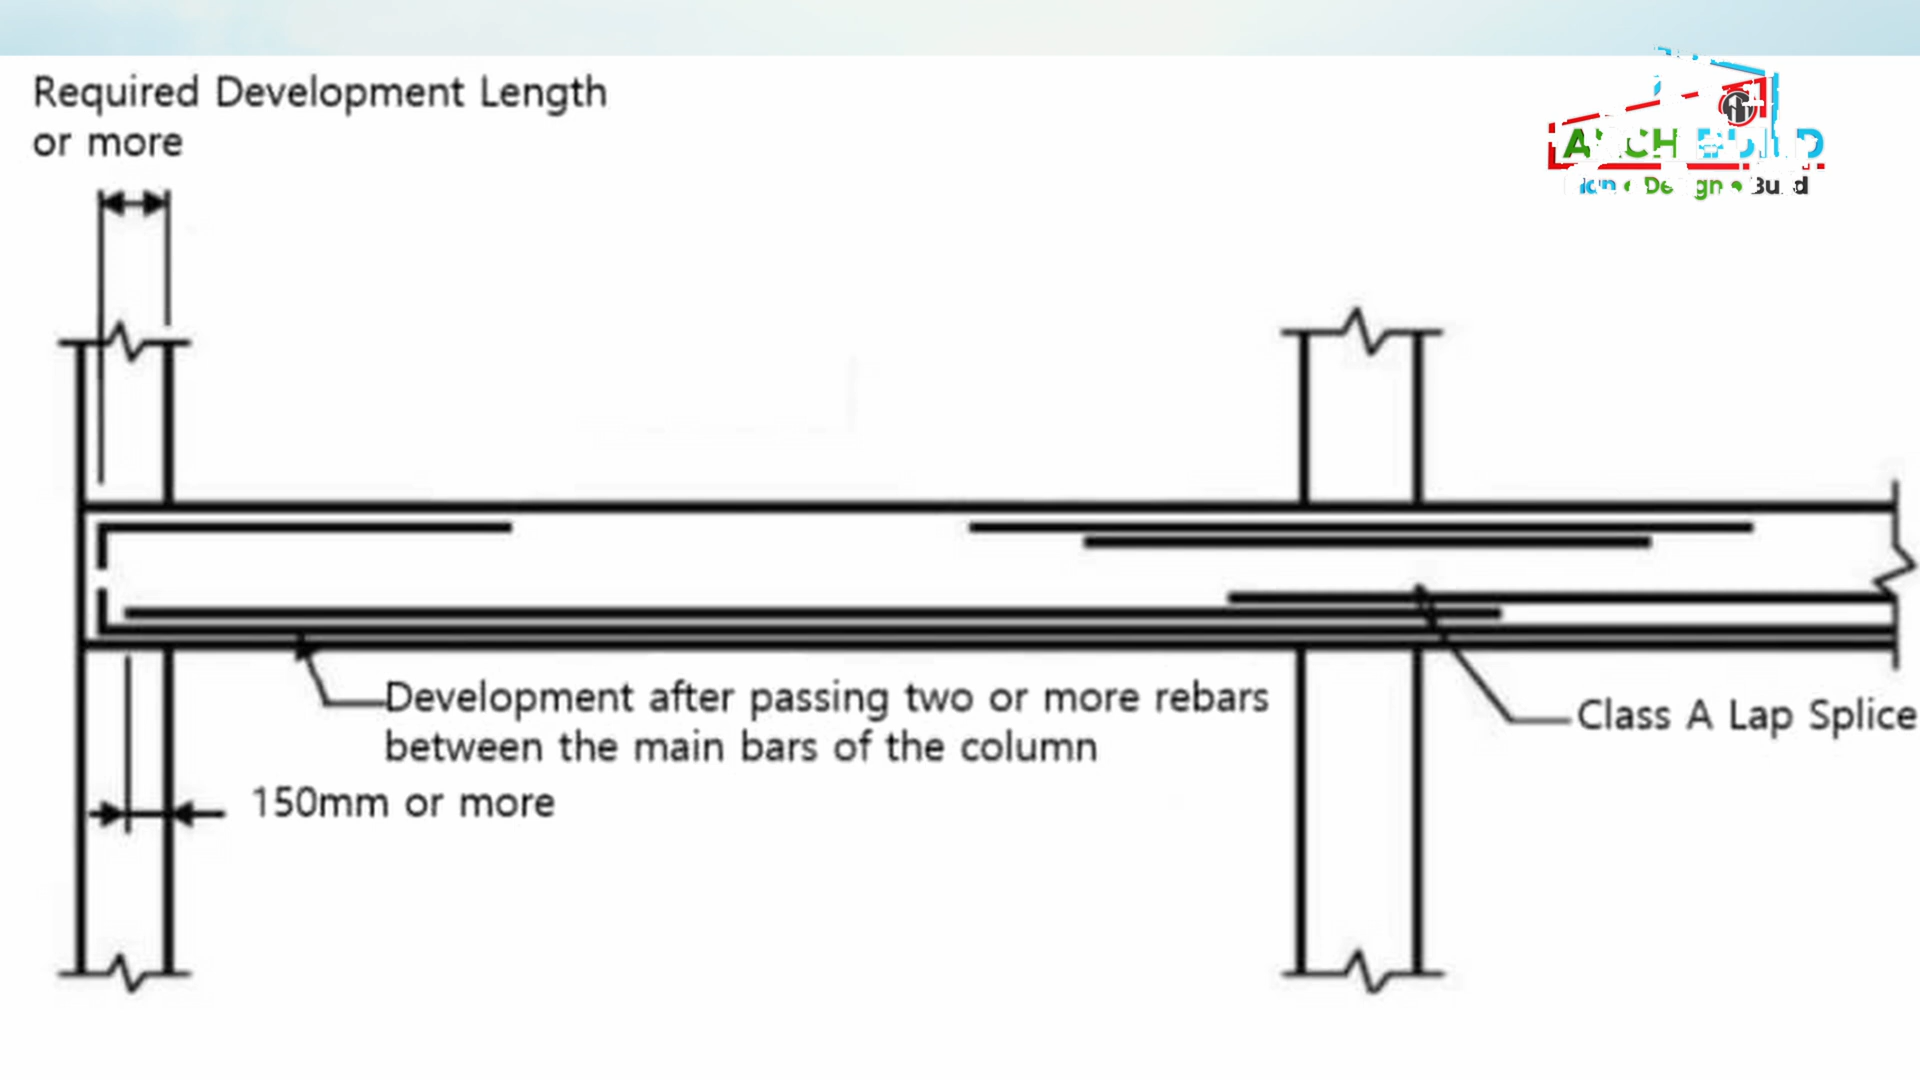 Required Development Length
or more
Development after passing two or more rebars
between the main bars of the column
Class A Lap Splice
150mm or more